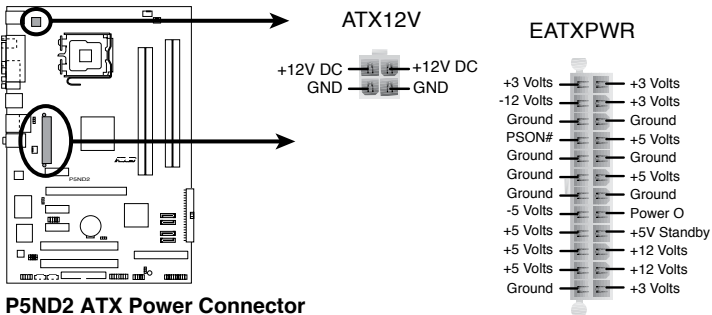 ATX12V
EATXPWR
+12V DC +12V DC
GND GND
+3 Volts +3 Volts
-12 Volts +3 Volts
Ground Ground
PSON# +5 Volts
Ground Ground
Ground +5 Volts
Ground Ground
-5 Volts Power O
+5 Volts +5V Standby
+5 Volts +12 Volts
+5 Volts +12 Volts
Ground +3 Volts
P5ND2
P5ND2 ATX Power Connector